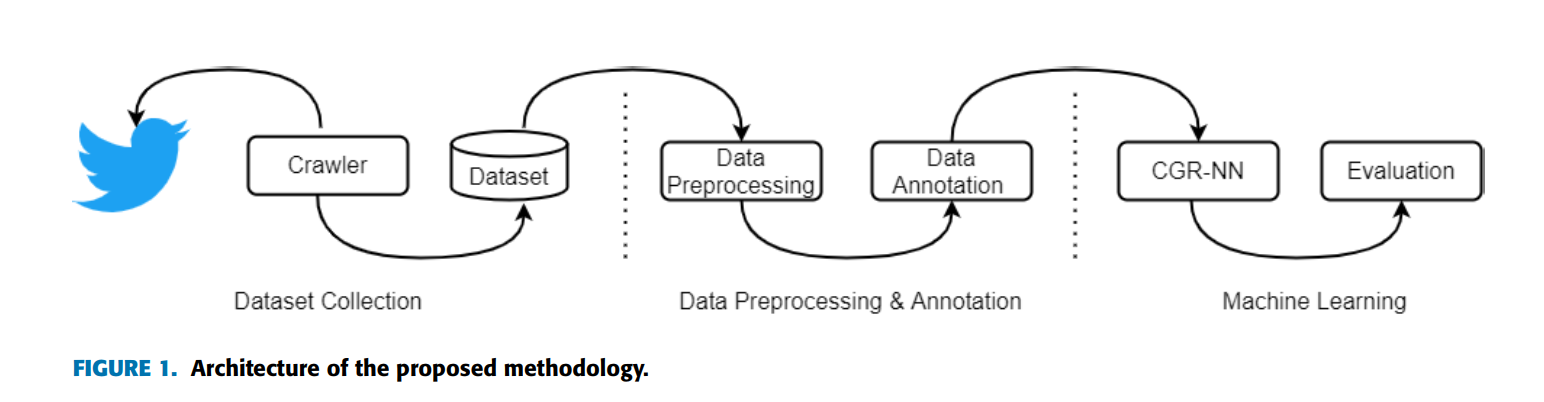 Crawler
Dataset
Data
Preprocessing
Data
Annotation
CGR-NN
Evaluation
Dataset Collection
Data Preprocessing & Annotation
Machine Learning
FIGURE 1. Architecture of the proposed methodology.